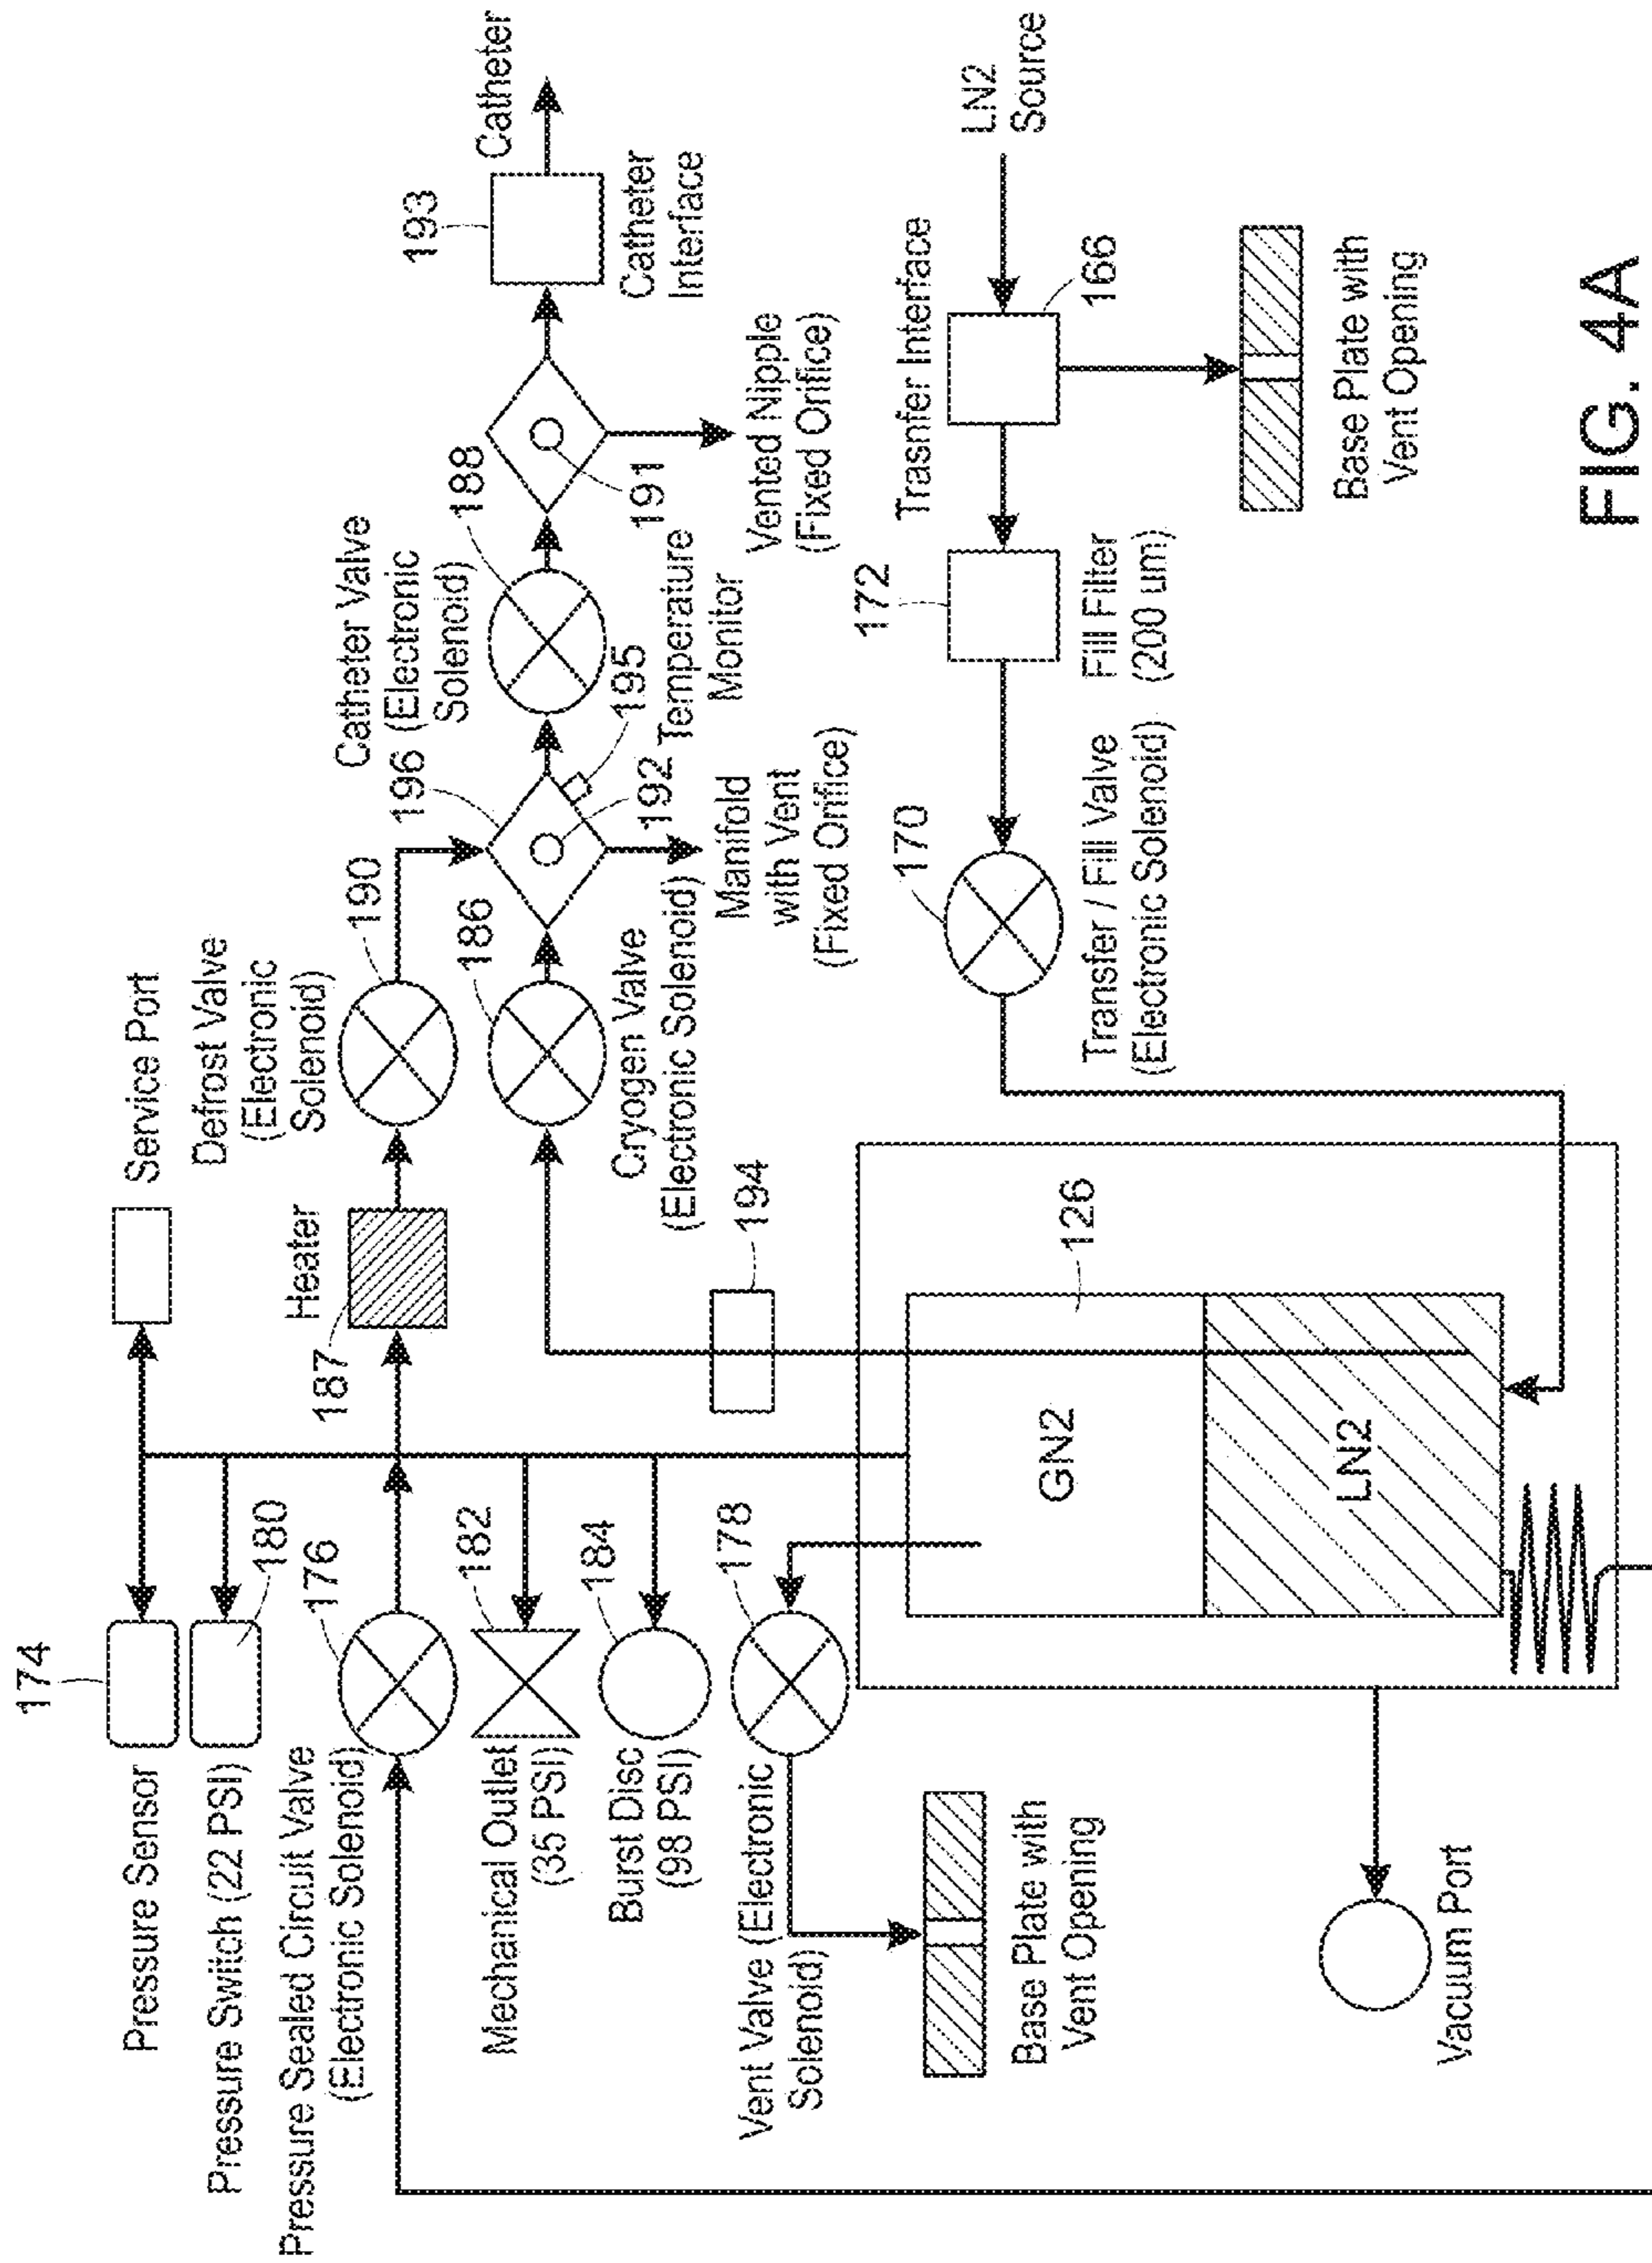 174
Pressure Sensor
Pressure Switch (22 PSI)
180
Pressure Sealed Circuit Valve
(Electronic Solenoid)
176
Mechanical Outlet
(35 PSI)
182
Burst Disc
(98 PSI)
184
Vent Valve (Electronic
Solenoid)
178
Base Plate with
Vent Opening
Vacuum Port
Service Port
Heater
187
Defrost Valve
(Electronic
Solenoid)
190
186
Cryogen Valve
(Electronic Solenoid)
194
126
GN2
LN2
196
Catheter Valve
(Electronic
Solenoid)
188
195
192
Temperature
Monitor
Manifold
with Vent
(Fixed Orifice)
191
Vented Nipple
(Fixed Orifice)
193
Catheter
Catheter
Interface
LN2
Source
Trasnfer Interface
166
Base Plate with
Vent Opening
172
Fill Filter
(200 um)
170
Transfer / Fill Valve
(Electronic Solenoid)
FIG. 4A